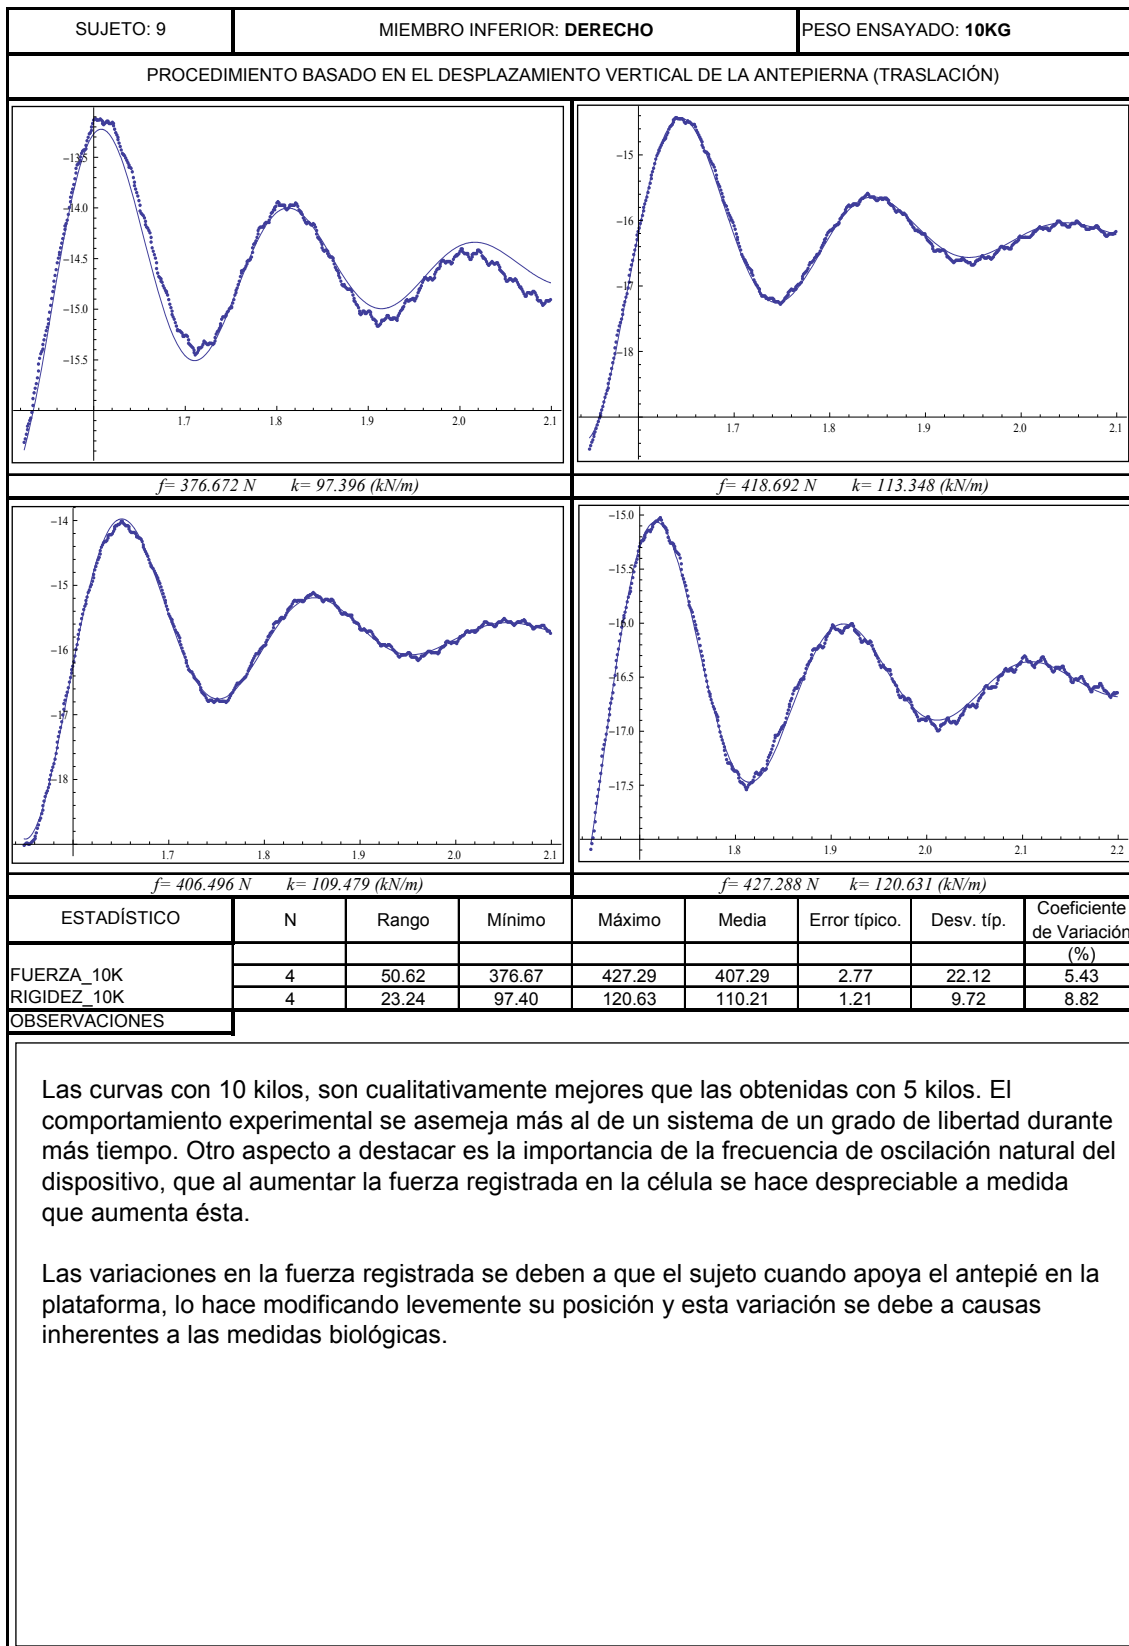 SUJETO: 9 MIEMBRO INFERIOR: DERECHO PESO ENSAYADO: 10KG
PROCEDIMIENTO BASADO EN EL DESPLAZAMIENTO VERTICAL DE LA ANTEPIERNA (TRASLACIÓN)
-13.5
-14.0
-14.5
-15.0
-15.5
1.7 1.8 1.9 2.0 2.1
-15
-16
-17
-18
1.7 1.8 1.9 2.0 2.1
f= 376.672 N k= 97.396 (kN/m)
f= 418.692 N k= 113.348 (kN/m)
-14
-15
-16
-17
-18
1.7 1.8 1.9 2.0 2.1
-15.0
-15.5
-16.0
-16.5
-17.0
-17.5
1.8 1.9 2.0 2.1 2.2
f= 406.496 N k= 109.479 (kN/m)
f= 427.288 N k= 120.631 (kN/m)
ESTADÍSTICO N Rango Mínimo Máximo Media Error típico. Desv. típ. Coeficiente
de Variación
(%)
FUERZA_10K 4 50.62 376.67 427.29 407.29 2.77 22.12 5.43
RIGIDEZ_10K 4 23.24 97.40 120.63 110.21 1.21 9.72 8.82
OBSERVACIONES
Las curvas con 10 kilos, son cualitativamente mejores que las obtenidas con 5 kilos. El
comportamiento experimental se asemeja más al de un sistema de un grado de libertad durante
más tiempo. Otro aspecto a destacar es la importancia de la frecuencia de oscilación natural del
dispositivo, que al aumentar la fuerza registrada en la célula se hace despreciable a medida
que aumenta ésta.
Las variaciones en la fuerza registrada se deben a que el sujeto cuando apoya el antepié en la
plataforma, lo hace modificando levemente su posición y esta variación se debe a causas
inherentes a las medidas biológicas.